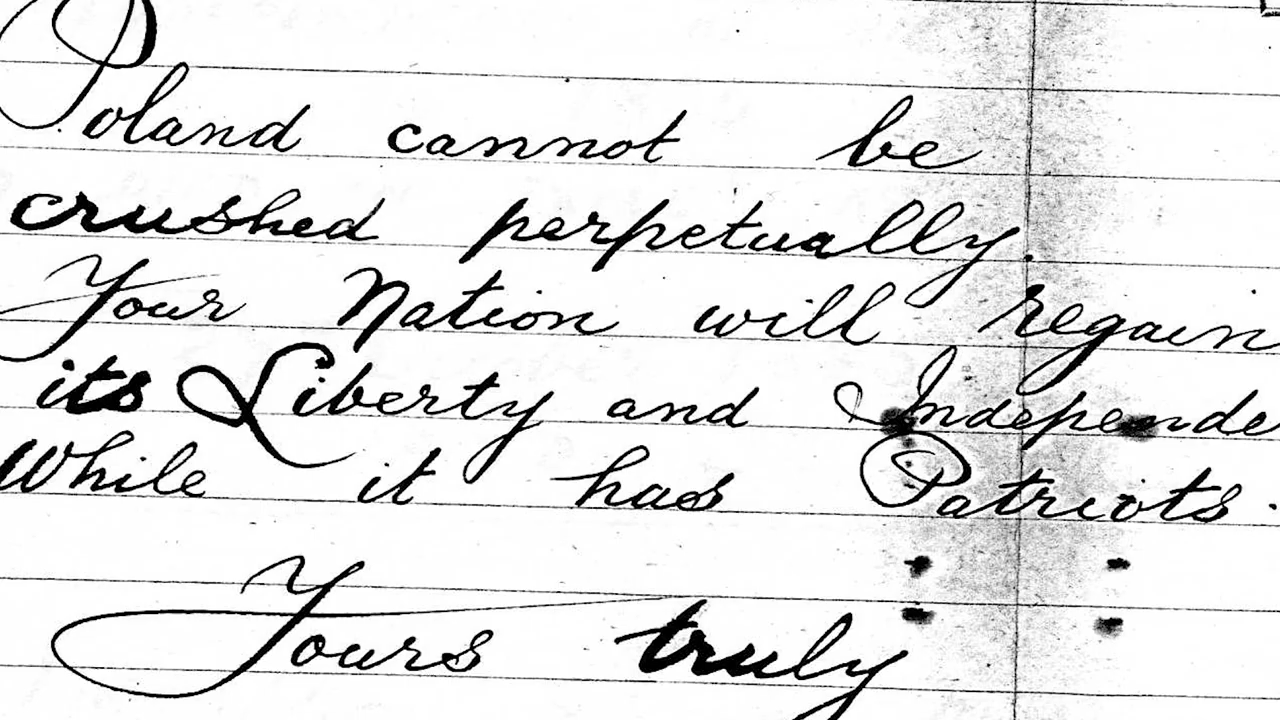 Poland cannot be
crushed perpetually.
Your Nation will regain
its Liberty and Independe
While it has Patriots.
Yours truly